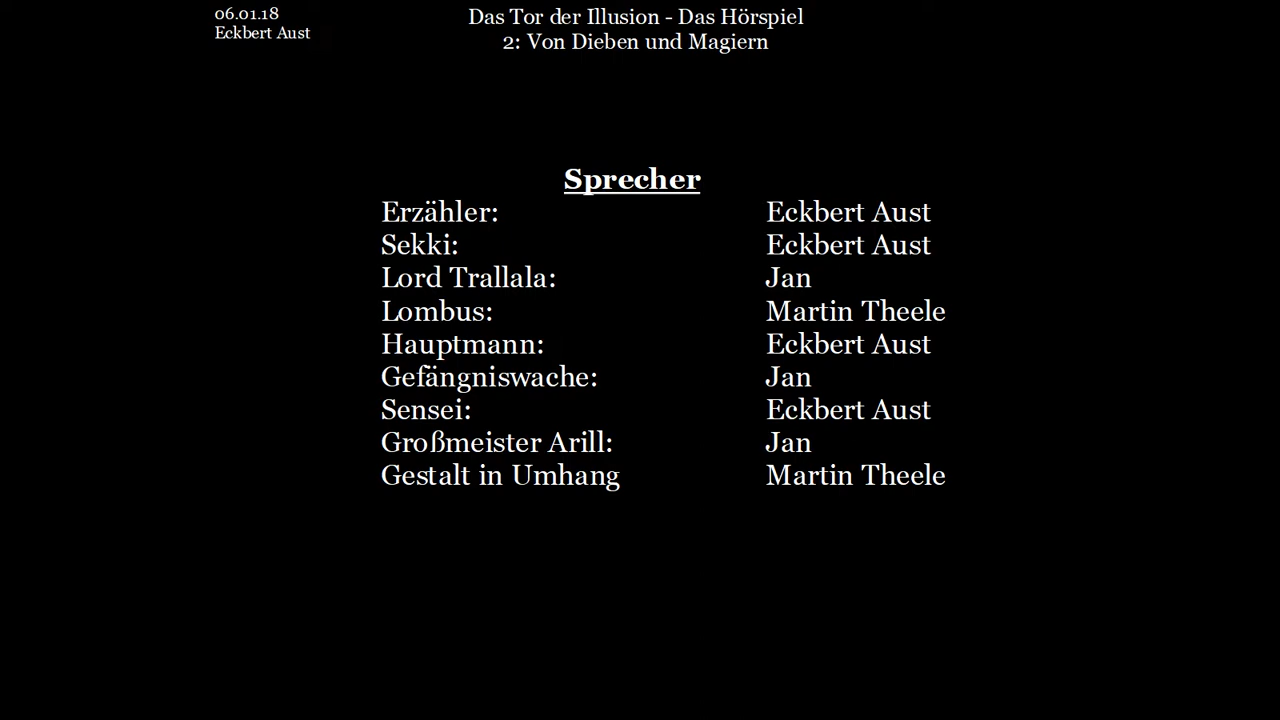 06.01.18
Eckbert Aust
Das Tor der Illusion - Das Hörspiel
2: Von Dieben und Magiern
Sprecher
Erzähler: Eckbert Aust
Sekki: Eckbert Aust
Lord Trallala: Jan
Lombus: Martin Theele
Hauptmann: Eckbert Aust
Gefängniswache: Jan
Sensei: Eckbert Aust
Großmeister Arill: Jan
Gestalt in Umhang Martin Theele